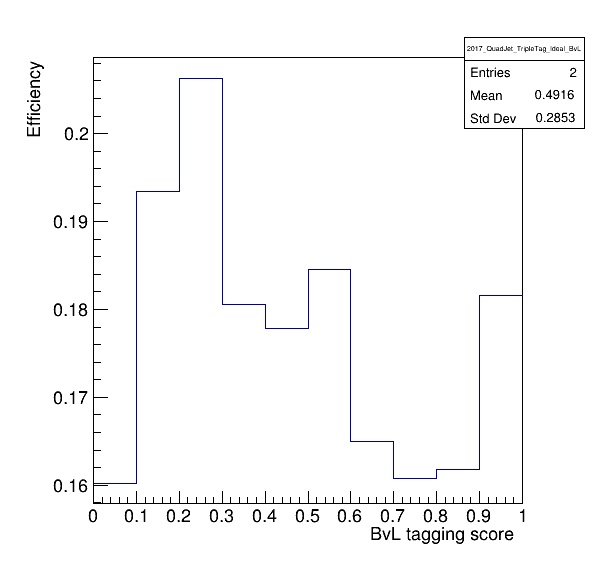 2017_QuadJet_TripleTag_Ideal_BvL
Entries 2
Mean 0.4916
Std Dev 0.2853
Efficiency
0.2
0.19
0.18
0.17
0.16
0 0.1 0.2 0.3 0.4 0.5 0.6 0.7 0.8 0.9 1
BvL tagging score